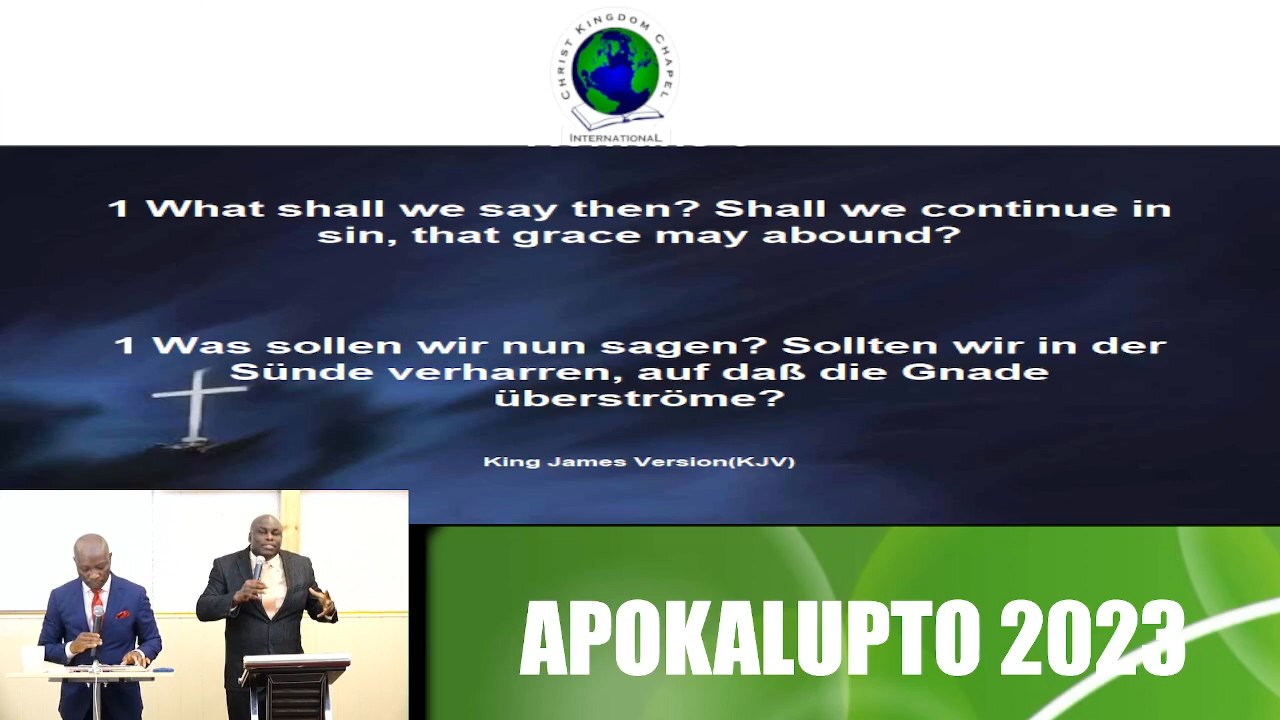 CHRIST KINGDOM CHAPEL
INTERNATIONAL
1 What shall we say then? Shall we continue in
sin, that grace may abound?
1 Was sollen wir nun sagen? Sollten wir in der
Sünde verharren, auf daß die Gnade
überströme?
King James Version(KJV)
APOKALUPTO 2023